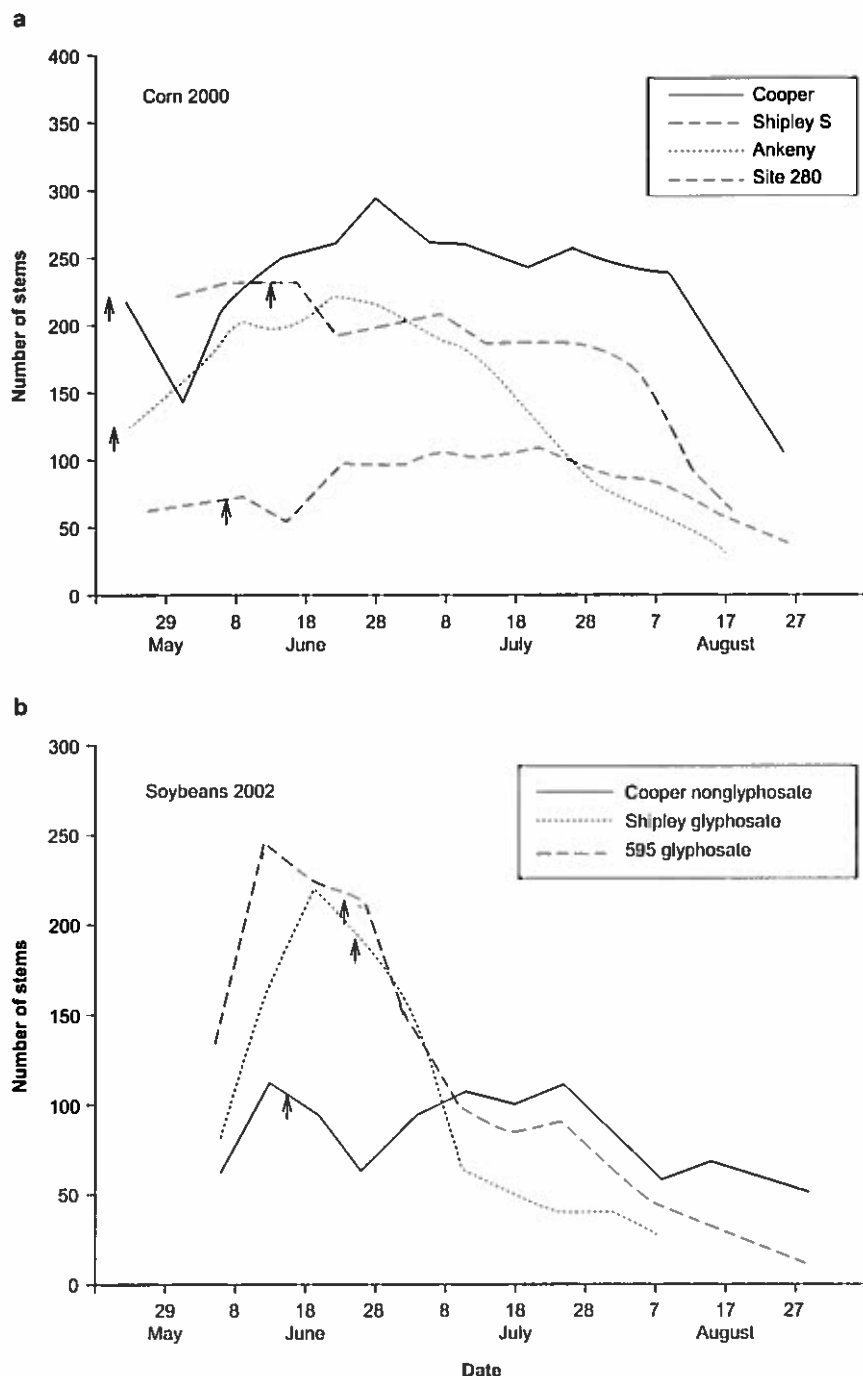 a
400
Corn 2000
Cooper
Shipley S
Ankeny
Site 280
350
300
250
200
150
100
50
0
Number of stems
29 8 18 28 8 18 28 7 17 27
May June July August
b
300
Soybeans 2002
Cooper nonglyphosate
Shipley glyphosate
595 glyphosate
250
200
150
100
50
0
Number of stems
29 8 18 28 8 18 28 7 17 27
May June July August
Date